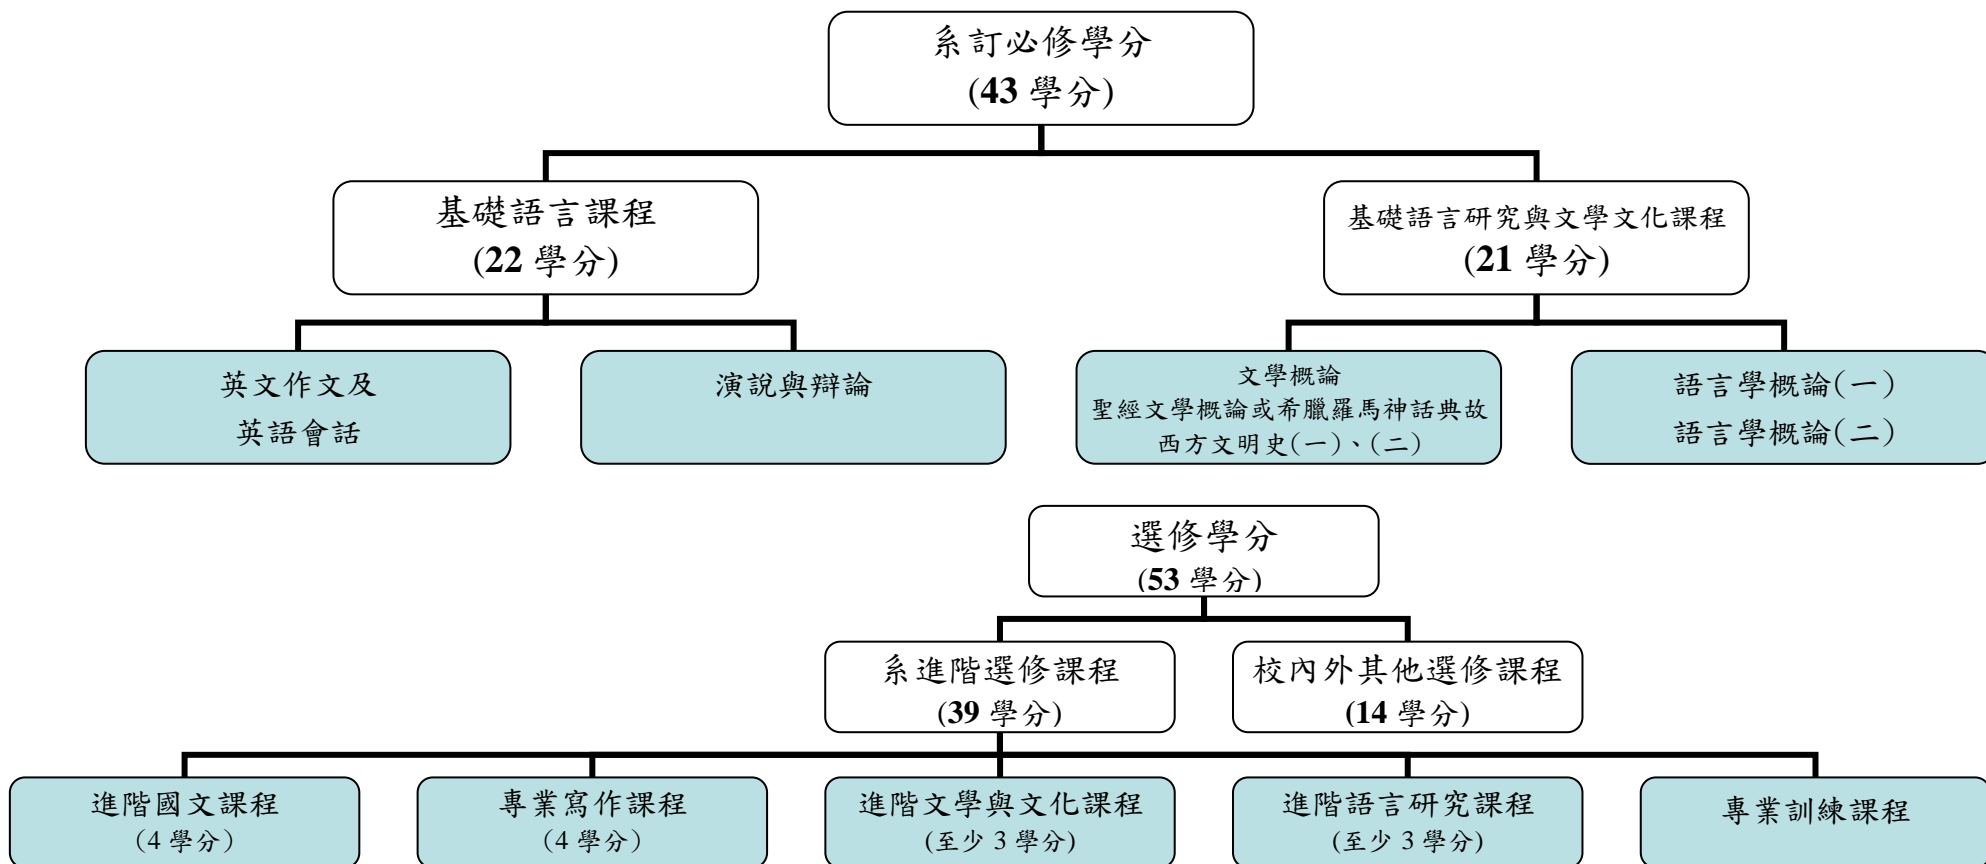 系訂必修學分
(43 學分)
基礎語言課程
(22 學分)
基礎語言研究與文學文化課程
(21 學分)
英文作文及
英語會話
演說與辯論
文學概論
聖經文學概論或希臘羅馬神話典故
西方文明史(一)、(二)
語言學概論(一)
語言學概論(二)
選修學分
(53 學分)
系進階選修課程
(39 學分)
校內外其他選修課程
(14 學分)
進階國文課程
(4 學分)
專業寫作課程
(4 學分)
進階文學與文化課程
(至少 3 學分)
進階語言研究課程
(至少 3 學分)
專業訓練課程